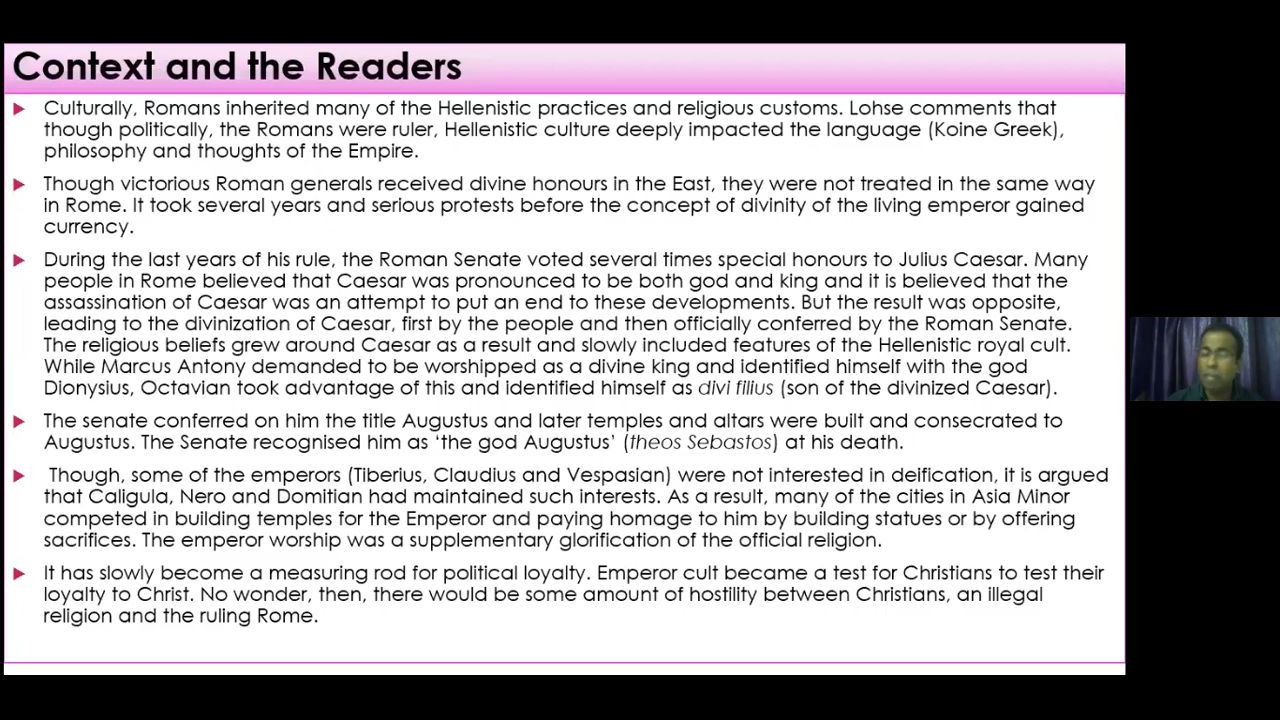 Context and the Readers
Culturally, Romans inherited many of the Hellenistic practices and religious customs. Lohse comments that
though politically, the Romans were ruler, Hellenistic culture deeply impacted the language (Koine Greek),
philosophy and thoughts of the Empire.
Though victorious Roman generals received divine honours in the East, they were not treated in the same way
in Rome. It took several years and serious protests before the concept of divinity of the living emperor gained
currency.
During the last years of his rule, the Roman Senate voted several times special honours to Julius Caesar. Many
people in Rome believed that Caesar was pronounced to be both god and king and it is believed that the
assassination of Caesar was an attempt to put an end to these developments. But the result was opposite,
leading to the divinization of Caesar, first by the people and then officially conferred by the Roman Senate.
The religious beliefs grew around Caesar as a result and slowly included features of the Hellenistic royal cult.
While Marcus Antony demanded to be worshipped as a divine king and identified himself with the god
Dionysius, Octavian took advantage of this and identified himself as divi filius (son of the divinized Caesar).
The senate conferred on him the title Augustus and later temples and altars were built and consecrated to
Augustus. The Senate recognised him as ‘the god Augustus’ (theos Sebastos) at his death.
Though, some of the emperors (Tiberius, Claudius and Vespasian) were not interested in deification, it is argued
that Caligula, Nero and Domitian had maintained such interests. As a result, many of the cities in Asia Minor
competed in building temples for the Emperor and paying homage to him by building statues or by offering
sacrifices. The emperor worship was a supplementary glorification of the official religion.
It has slowly become a measuring rod for political loyalty. Emperor cult became a test for Christians to test their
loyalty to Christ. No wonder, then, there would be some amount of hostility between Christians, an illegal
religion and the ruling Rome.